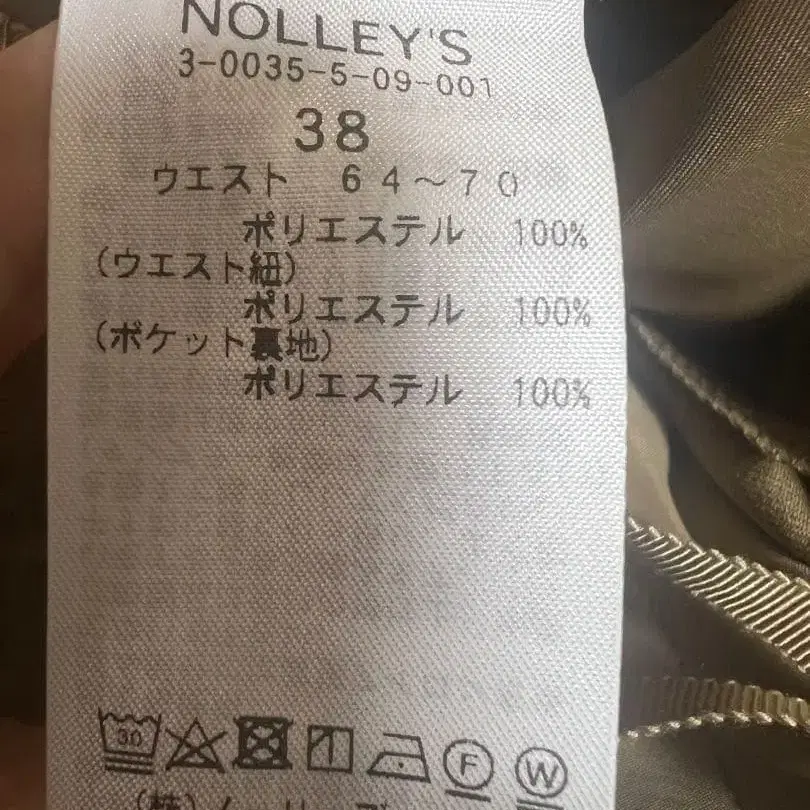 NOLLEY'S
3-0035-5-09-001
38
ウエスト 64～70
ポリエステル 100%
(ウエスト紐)
ポリエステル 100%
(ポケット裏地)
ポリエステル 100%
30 F W